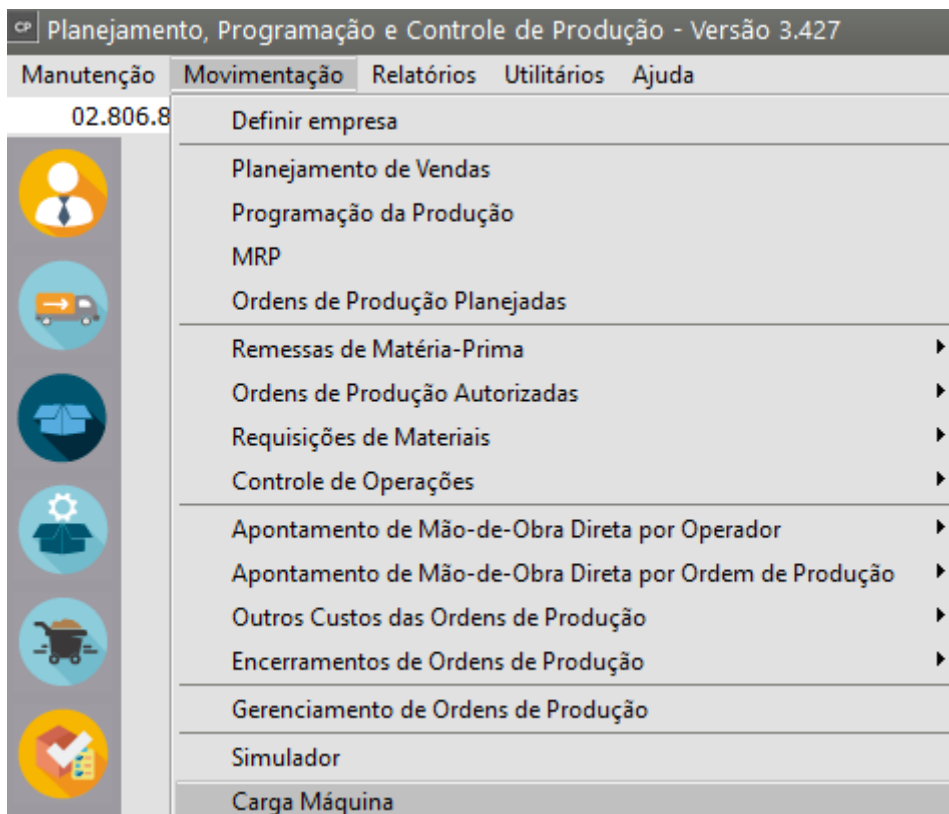 CP Planejamento, Programação e Controle de Produção - Versão 3.427
Manutenção Movimentação Relatórios Utilitários Ajuda
02.806.8
Definir empresa
Planejamento de Vendas
Programação da Produção
MRP
Ordens de Produção Planejadas
Remessas de Matéria-Prima
Ordens de Produção Autorizadas
Requisições de Materiais
Controle de Operações
Apontamento de Mão-de-Obra Direta por Operador
Apontamento de Mão-de-Obra Direta por Ordem de Produção
Outros Custos das Ordens de Produção
Encerramentos de Ordens de Produção
Gerenciamento de Ordens de Produção
Simulador
Carga Máquina